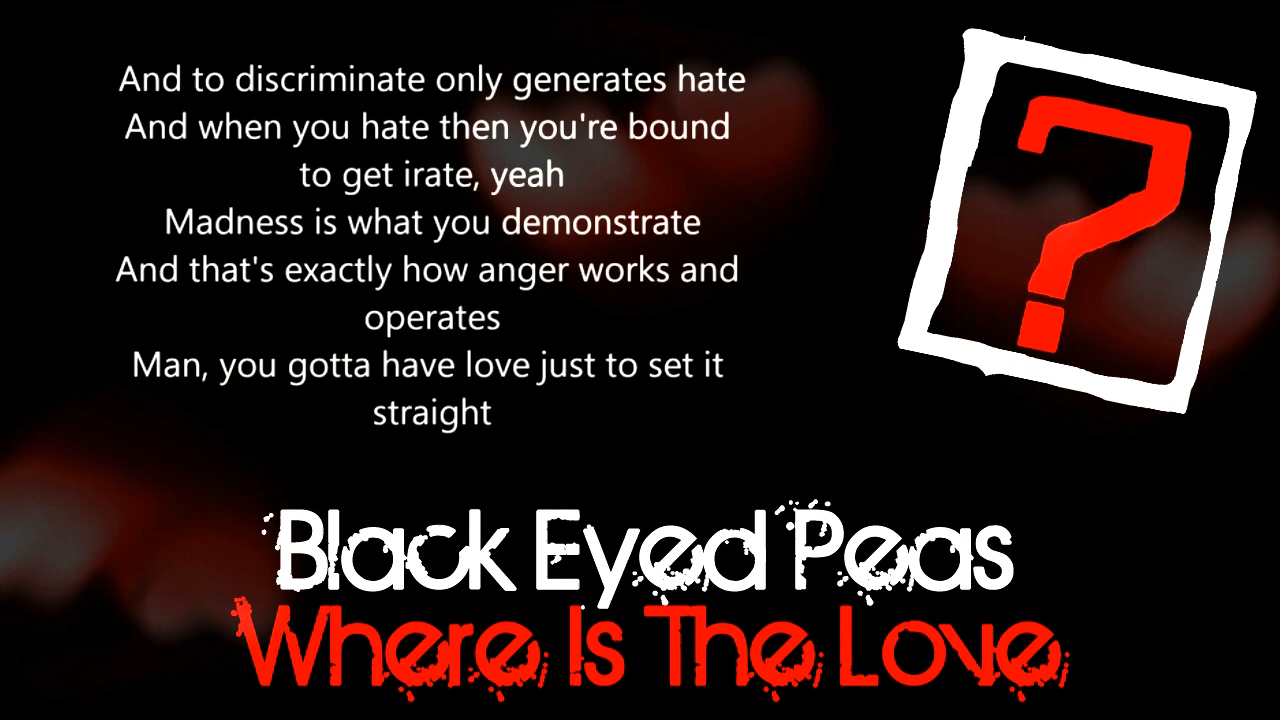 And to discriminate only generates hate
And when you hate then you're bound
to get irate, yeah
Madness is what you demonstrate
And that's exactly how anger works and
operates
Man, you gotta have love just to set it
straight
?
Black Eyed Peas
Where Is The Love